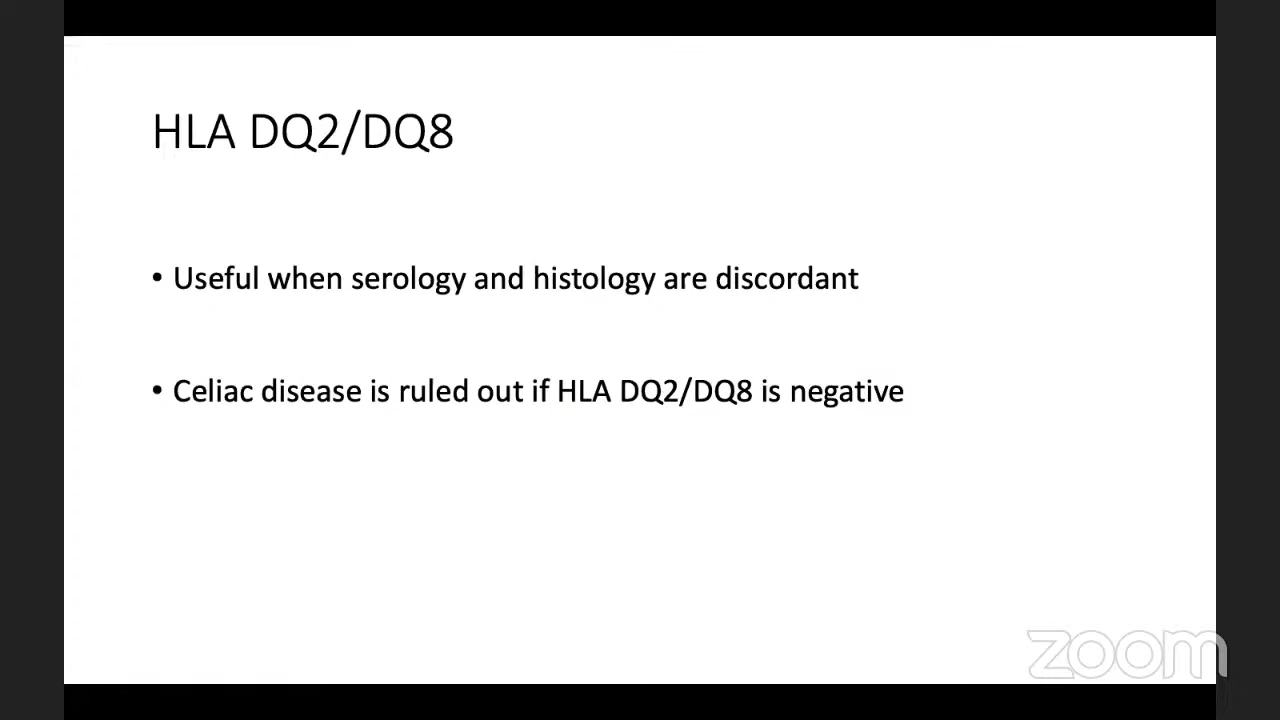 HLA DQ2/DQ8
• Useful when serology and histology are discordant
• Celiac disease is ruled out if HLA DQ2/DQ8 is negative
zoom